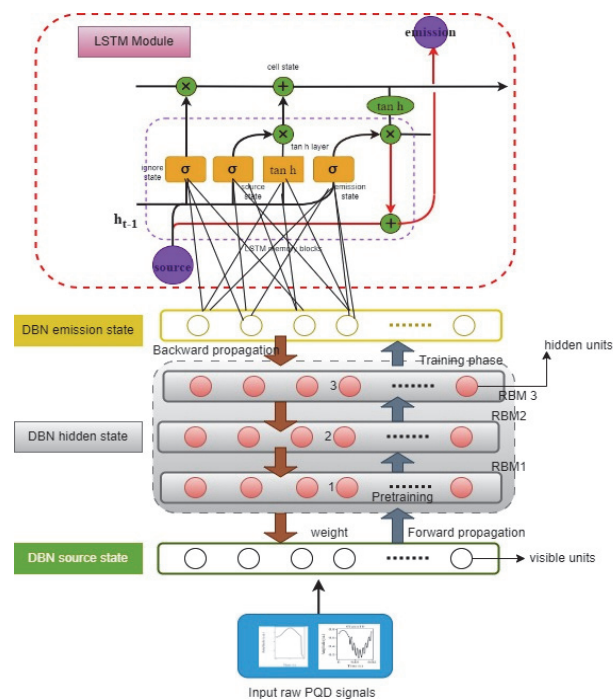 emission
LSTM Module
cell state
×
+
tan h
×
×
tan h layer
σ
σ
tan h
σ
ignore
state
source
state
emission
state
ht-1
+
LSTM memory blocks
source
DBN emission state
Backward propagation
Training phase
hidden units
3
RBM 3
DBN hidden state
2
RBM2
RBM1
1
Pretraining
weight
Forward propagation
DBN source state
visible units
Input raw PQD signals